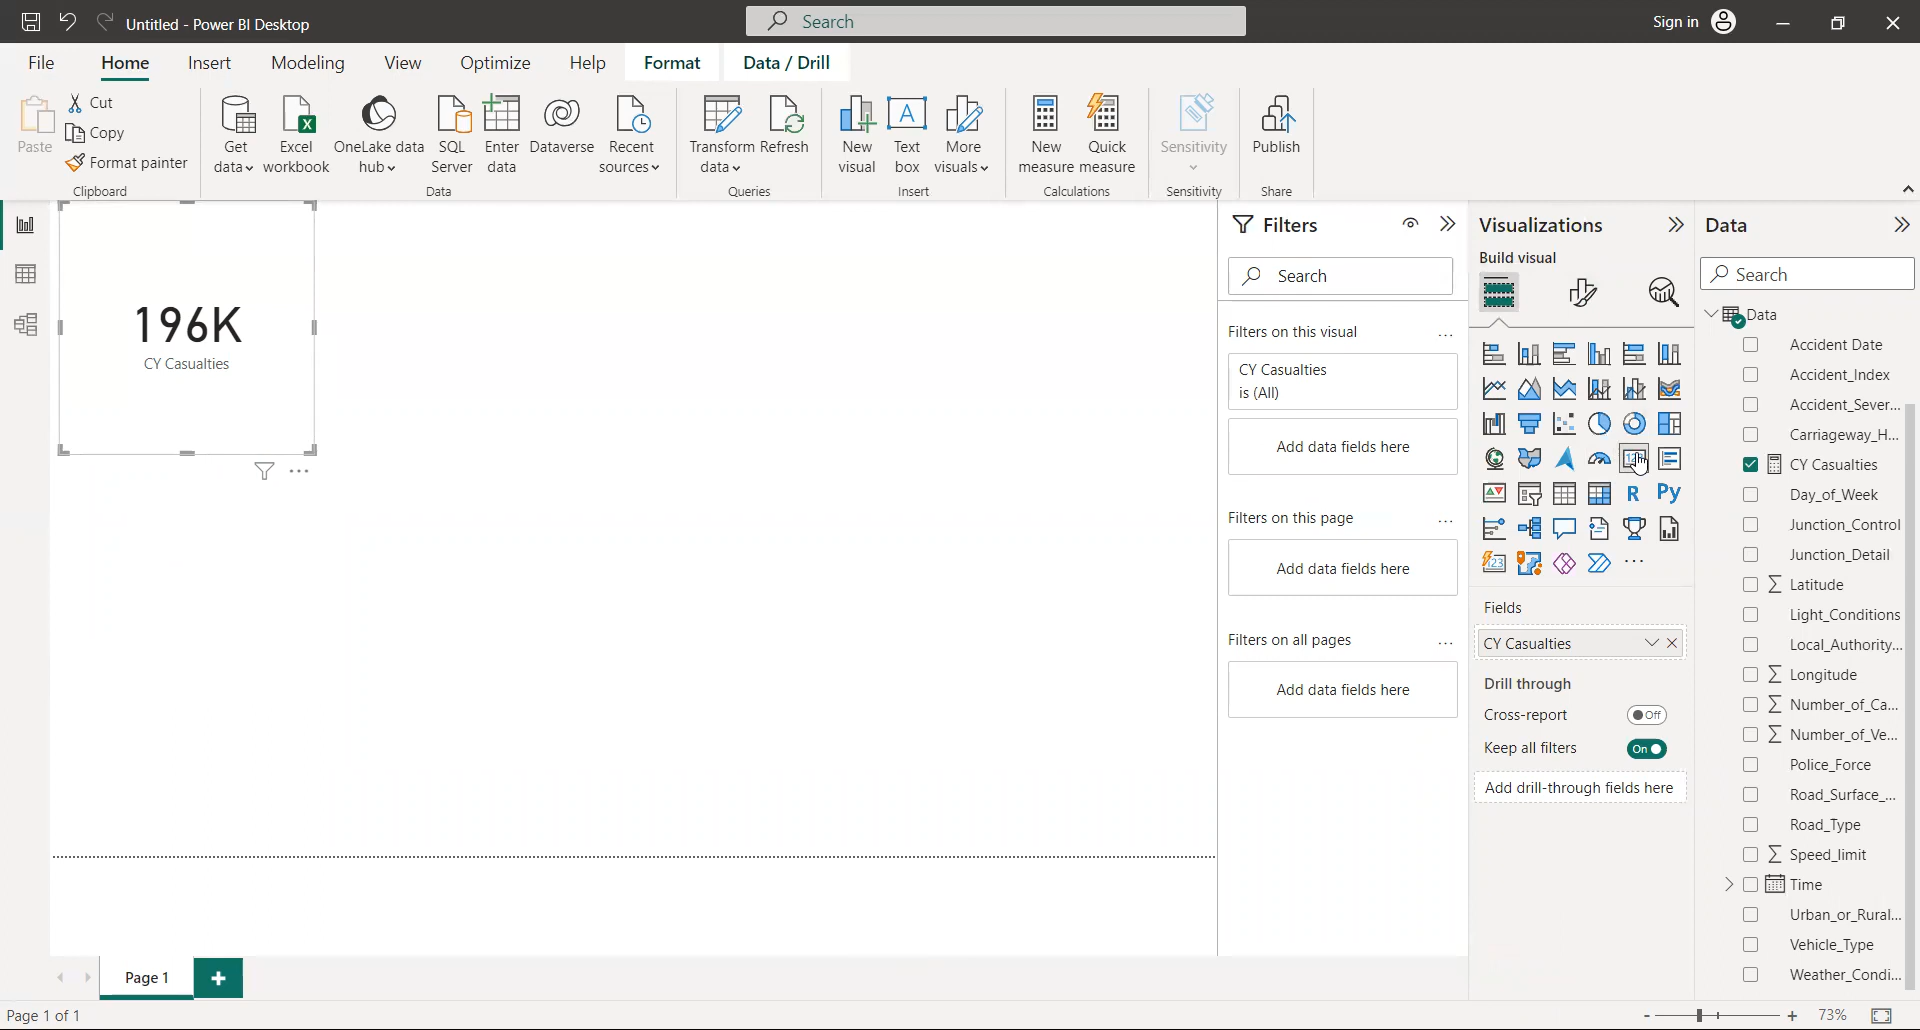 Untitled - Power BI Desktop
Search
Sign in
File
Home
Insert
Modeling
View
Optimize
Help
Format
Data / Drill
Paste
Cut
Copy
Format painter
Clipboard
Get
data
Excel
workbook
OneLake data
hub
SQL
Server
Enter
data
Dataverse
Recent
sources
Data
Transform
data
Refresh
Queries
New
visual
Text
box
More
visuals
Insert
New
measure
Quick
measure
Calculations
Sensitivity
Sensitivity
Publish
Share
196K
CY Casualties
Filters
Search
Filters on this visual
...
CY Casualties
is (All)
Add data fields here
Filters on this page
...
Add data fields here
Filters on all pages
...
Add data fields here
Visualizations
Build visual
123
R
Py
123
...
Fields
CY Casualties
Drill through
Cross-report
Off
Keep all filters
On
Add drill-through fields here
Data
Search
Data
Accident Date
Accident_Index
Accident_Sever...
Carriageway_H...
CY Casualties
Day_of_Week
Junction_Control
Junction_Detail
Latitude
Light_Conditions
Local_Authority...
Longitude
Number_of_Ca...
Number_of_Ve...
Police_Force
Road_Surface_...
Road_Type
Speed_limit
Time
Urban_or_Rural...
Vehicle_Type
Weather_Condi...
Page 1
+
Page 1 of 1
- + 73%